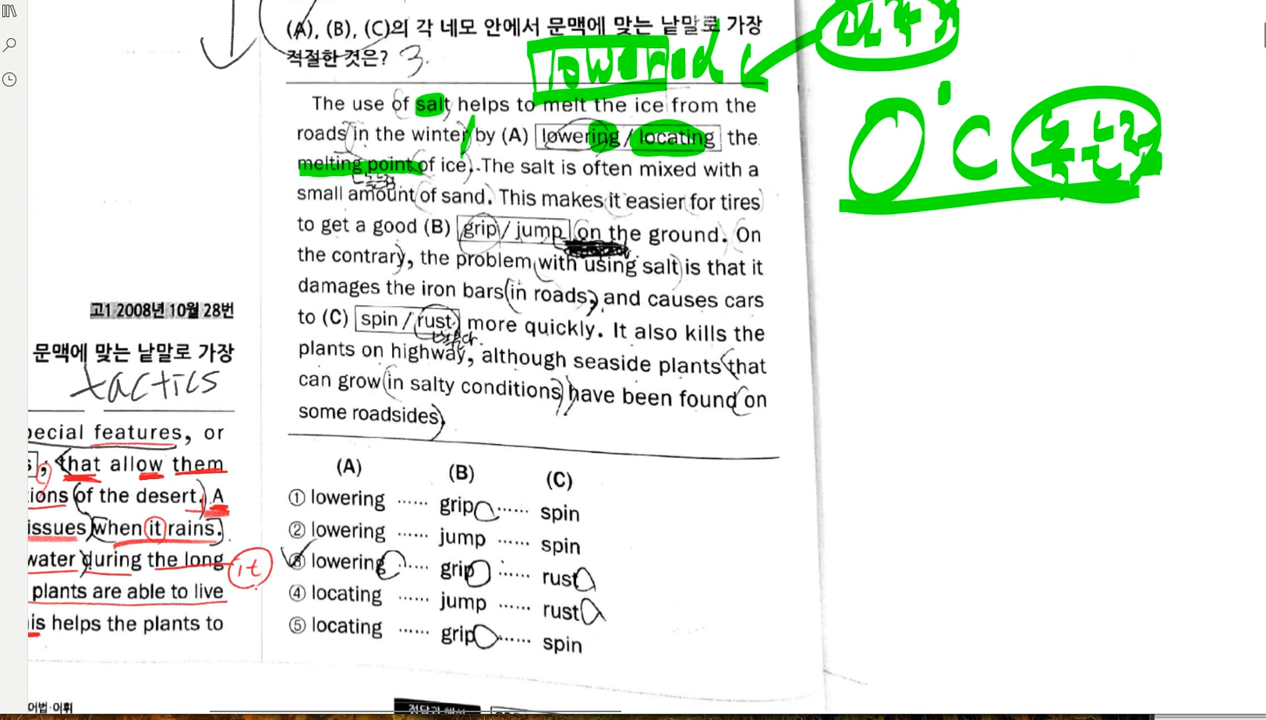 (A), (B), (C)의 각 네모 안에서 문맥에 맞는 낱말로 가장
적절한 것은? 3.
lowered
The use of salt helps to melt the ice from the
roads in the winter by (A) lowering / locating the
melting point of ice. The salt is often mixed with a
녹는점
small amount of sand. This makes it easier for tires
to get a good (B) grip / jump on the ground. On
the contrary, the problem with using salt is that it
damages the iron bars in roads, and causes cars
to (C) spin / rust more quickly. It also kills the
plants on highway, although seaside plants that
can grow in salty conditions have been found on
some roadsides.
(A) (B) (C)
① lowering …… grip …… spin
② lowering …… jump …… spin
③ lowering …… grip …… rust
④ locating …… jump …… rust
⑤ locating …… grip …… spin
0°C
고1 2008년 10월 28번
문맥에 맞는 낱말로 가장
tactics
pecial features, or
s, that allow them
ions of the desert. A
issues when it rains.
water during the long
it
plants are able to live
is helps the plants to
어법·어휘